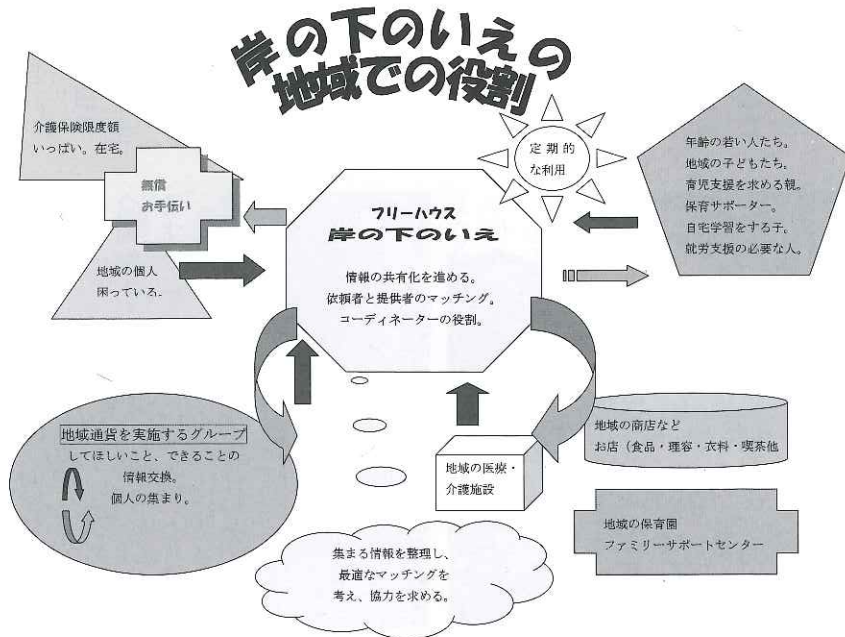 岸の下のいえの
地域での役割
介護保険限度額
いっぱい。在宅。
無償
お手伝い
地域の個人
困っている。
定期的
な利用
年齢の若い人たち。
地域の子どもたち。
育児支援を求める親。
保育サポーター。
自宅学習をする子。
就労支援の必要な人。
フリーハウス
岸の下のいえ
情報の共有化を進める。
依頼者と提供者のマッチング。
コーディネーターの役割。
地域通貨を実施するグループ
してほしいこと、できることの
情報交換。
個人の集まり。
地域の医療・
介護施設
地域の商店など
お店（食品・理容・衣料・喫茶他
地域の保育園
ファミリーサポートセンター
集まる情報を整理し、
最適なマッチングを
考え、協力を求める。